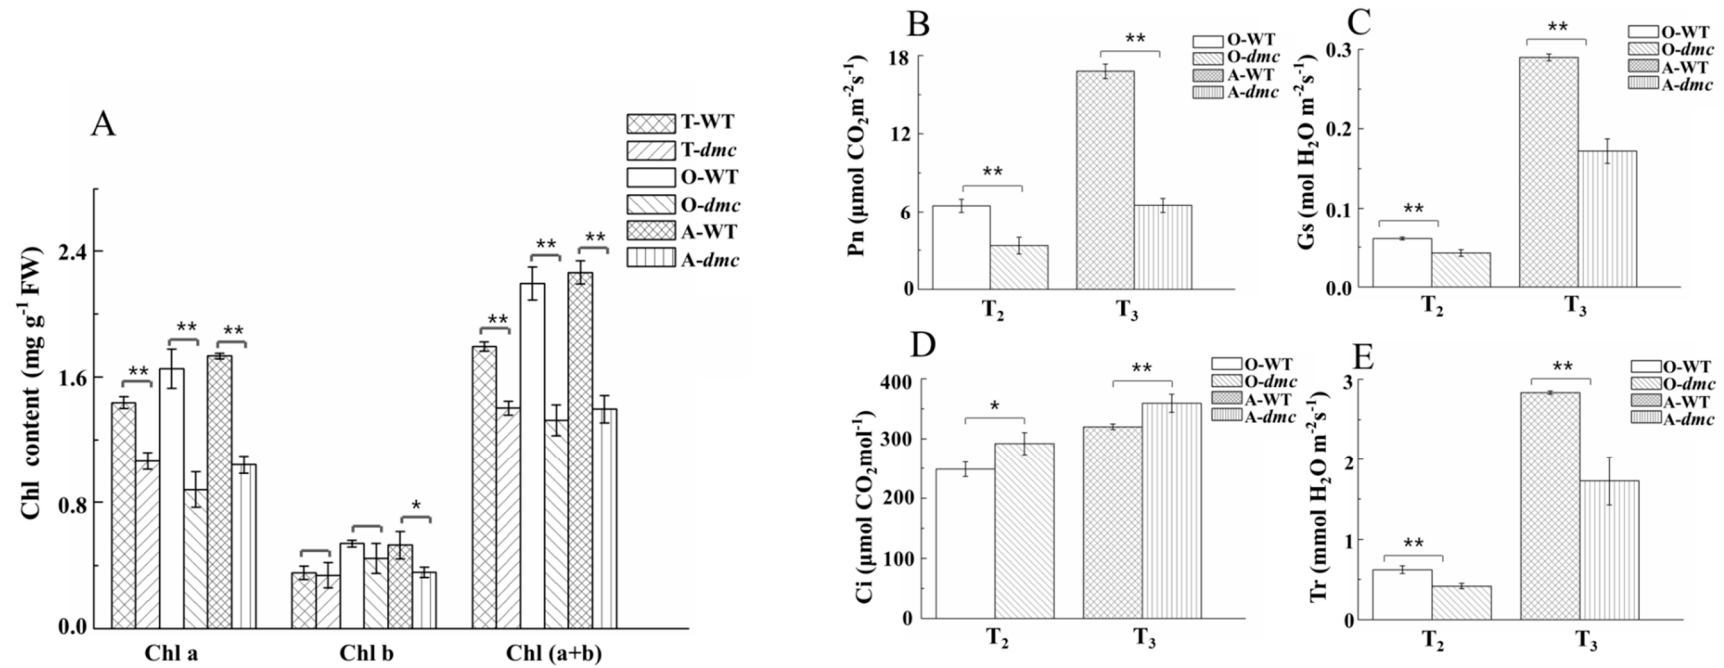 A
T-WT
T-dmc
O-WT
O-dmc
A-WT
A-dmc
Chl content (mg g⁻¹ FW)
2.4
1.6
0.8
0.0
**
**
**
*
**
**
**
Chl a
Chl b
Chl (a+b)
B
O-WT
O-dmc
A-WT
A-dmc
Pn (μmol CO₂m⁻²s⁻¹)
18
12
6
0
**
**
T₂
T₃
C
O-WT
O-dmc
A-WT
A-dmc
Gs (mol H₂O m⁻²s⁻¹)
0.3
0.2
0.1
0.0
**
**
T₂
T₃
D
O-WT
O-dmc
A-WT
A-dmc
Ci (μmol CO₂mol⁻¹)
400
300
200
100
0
*
**
T₂
T₃
E
O-WT
O-dmc
A-WT
A-dmc
Tr (mmol H₂O m⁻²s⁻¹)
3
2
1
0
**
**
T₂
T₃